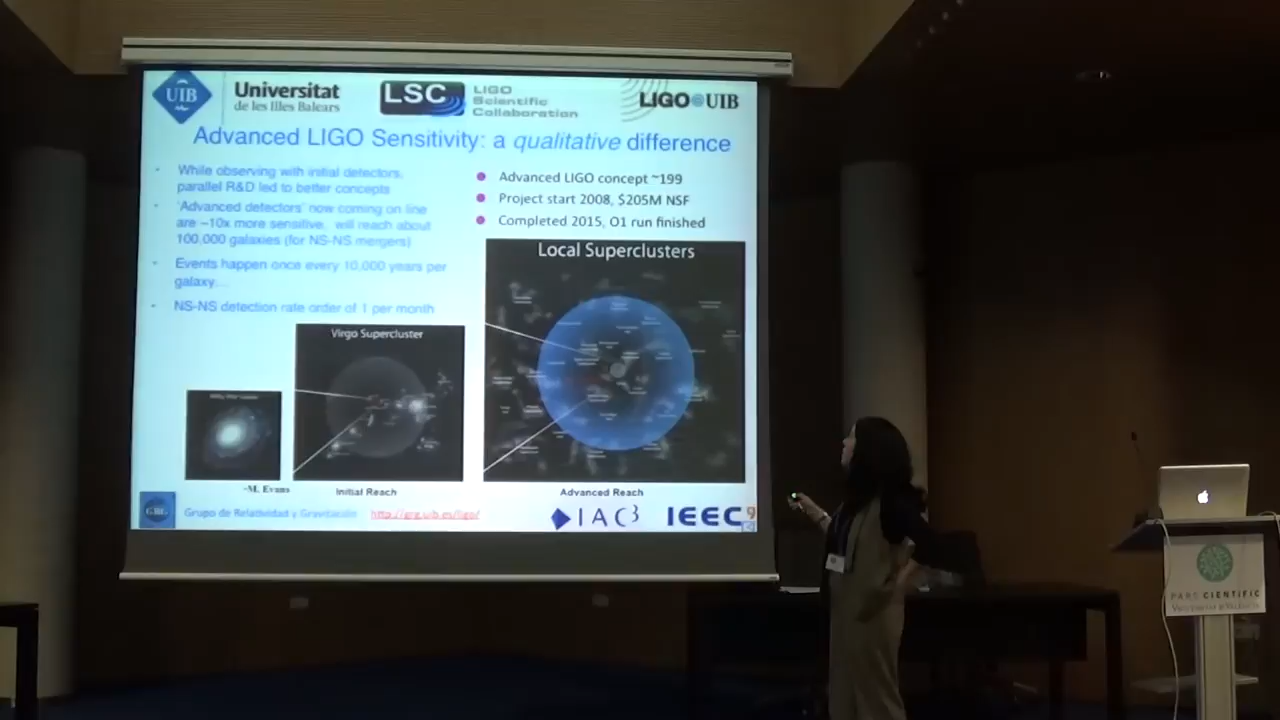 UIB
Universitat
de les Illes Balears
LSC
LIGO
Scientific
Collaboration
LIGO@UIB
Advanced LIGO Sensitivity: a qualitative difference
While observing with initial detectors,
parallel R&D led to better concepts
'Advanced detectors' now coming on line
are ~10x more sensitive, will reach about
100,000 galaxies (for NS-NS mergers)
Events happen once every 10,000 years per
galaxy...
NS-NS detection rate order of 1 per month
Advanced LIGO concept ~199
Project start 2008, $205M NSF
Completed 2015, O1 run finished
Local Superclusters
Virgo Supercluster
~M. Evans
Initial Reach
Advanced Reach
GRG
Grupo de Relatividad y Gravitación
http://grg.uib.es/ligo/
IAC3
IEEC
9
PARC CIENTÍFIC